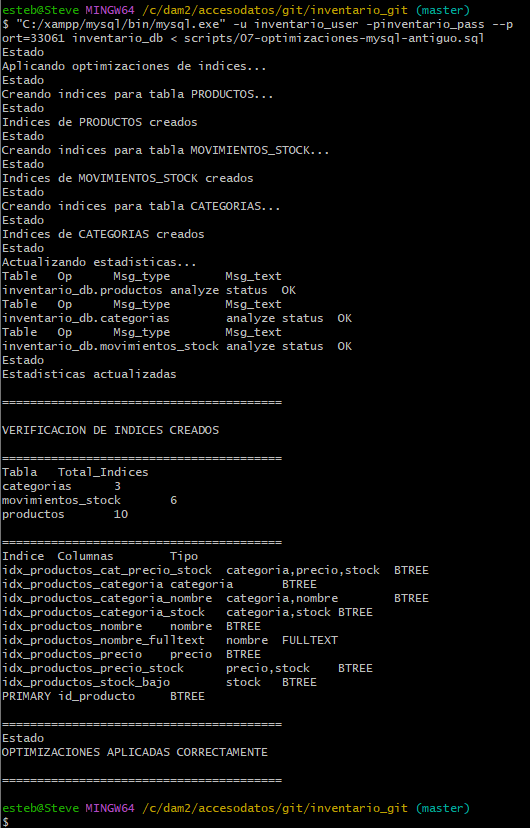 esteb@Steve MINGW64 /c/dam2/accesodatos/git/inventario_git (master)
$ "C:/xampp/mysql/bin/mysql.exe" -u inventario_user -pinventario_pass --p
ort=33061 inventario_db < scripts/07-optimizaciones-mysql-antiguo.sql
Estado
Aplicando optimizaciones de indices...
Estado
Creando indices para tabla PRODUCTOS...
Estado
Indices de PRODUCTOS creados
Estado
Creando indices para tabla MOVIMIENTOS_STOCK...
Estado
Indices de MOVIMIENTOS_STOCK creados
Estado
Creando indices para tabla CATEGORIAS...
Estado
Indices de CATEGORIAS creados
Estado
Actualizando estadisticas...
Table Op Msg_type Msg_text
inventario_db.productos analyze status OK
Table Op Msg_type Msg_text
inventario_db.categorias analyze status OK
Table Op Msg_type Msg_text
inventario_db.movimientos_stock analyze status OK
Estado
Estadisticas actualizadas
========================================
VERIFICACION DE INDICES CREADOS
========================================
Tabla Total_Indices
categorias 3
movimientos_stock 6
productos 10
========================================
Indice Columnas Tipo
idx_productos_cat_precio_stock categoria,precio,stock BTREE
idx_productos_categoria categoria BTREE
idx_productos_categoria_nombre categoria,nombre BTREE
idx_productos_categoria_stock categoria,stock BTREE
idx_productos_nombre nombre BTREE
idx_productos_nombre_fulltext nombre FULLTEXT
idx_productos_precio precio BTREE
idx_productos_precio_stock precio,stock BTREE
idx_productos_stock_bajo stock BTREE
PRIMARY id_producto BTREE
========================================
Estado
OPTIMIZACIONES APLICADAS CORRECTAMENTE
========================================
esteb@Steve MINGW64 /c/dam2/accesodatos/git/inventario_git (master)
$